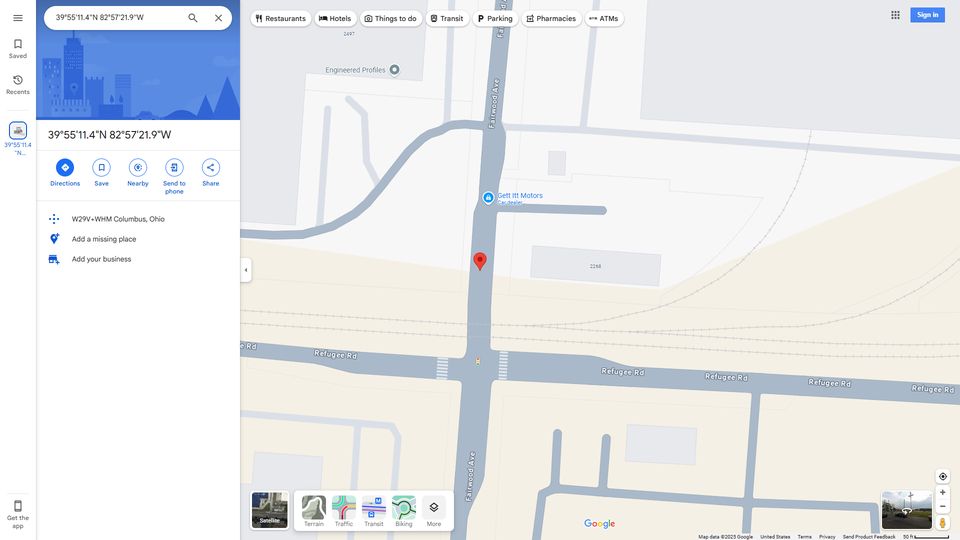 39°55'11.4"N 82°57'21.9"W
Restaurants
Hotels
Things to do
Transit
Parking
Pharmacies
ATMs
Sign in
Saved
Recents
39°55'11.4
"N...
39°55'11.4"N 82°57'21.9"W
Directions
Save
Nearby
Send to
phone
Share
W29V+WHM Columbus, Ohio
Add a missing place
Add your business
Get the
app
2497
Engineered Profiles
Fairwood Ave
Gett Itt Motors
Car dealer
2268
Refugee Rd
Refugee Rd
Refugee Rd
Refugee Rd
Refugee Rd
Fairwood Ave
Satellite
Terrain
Traffic
Transit
Biking
More
Google
Map data ©2025 Google
United States
Terms
Privacy
Send Product Feedback
50 ft